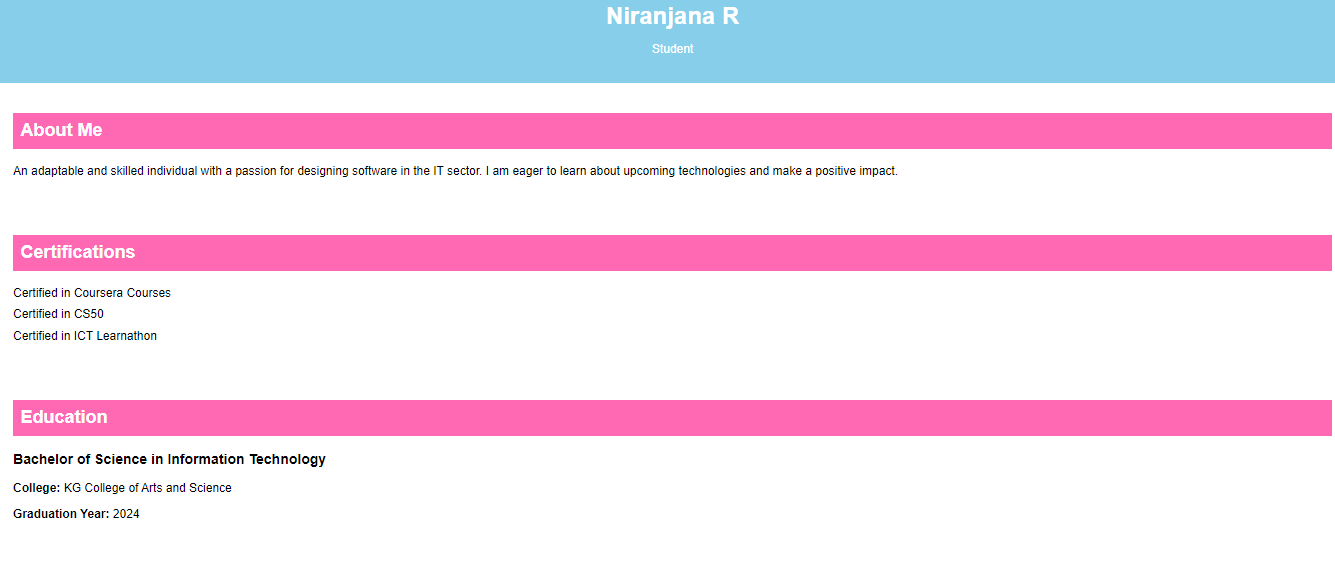 Niranjana R
Student
About Me
An adaptable and skilled individual with a passion for designing software in the IT sector. I am eager to learn about upcoming technologies and make a positive impact.
Certifications
Certified in Coursera Courses
Certified in CS50
Certified in ICT Learnathon
Education
Bachelor of Science in Information Technology
College: KG College of Arts and Science
Graduation Year: 2024